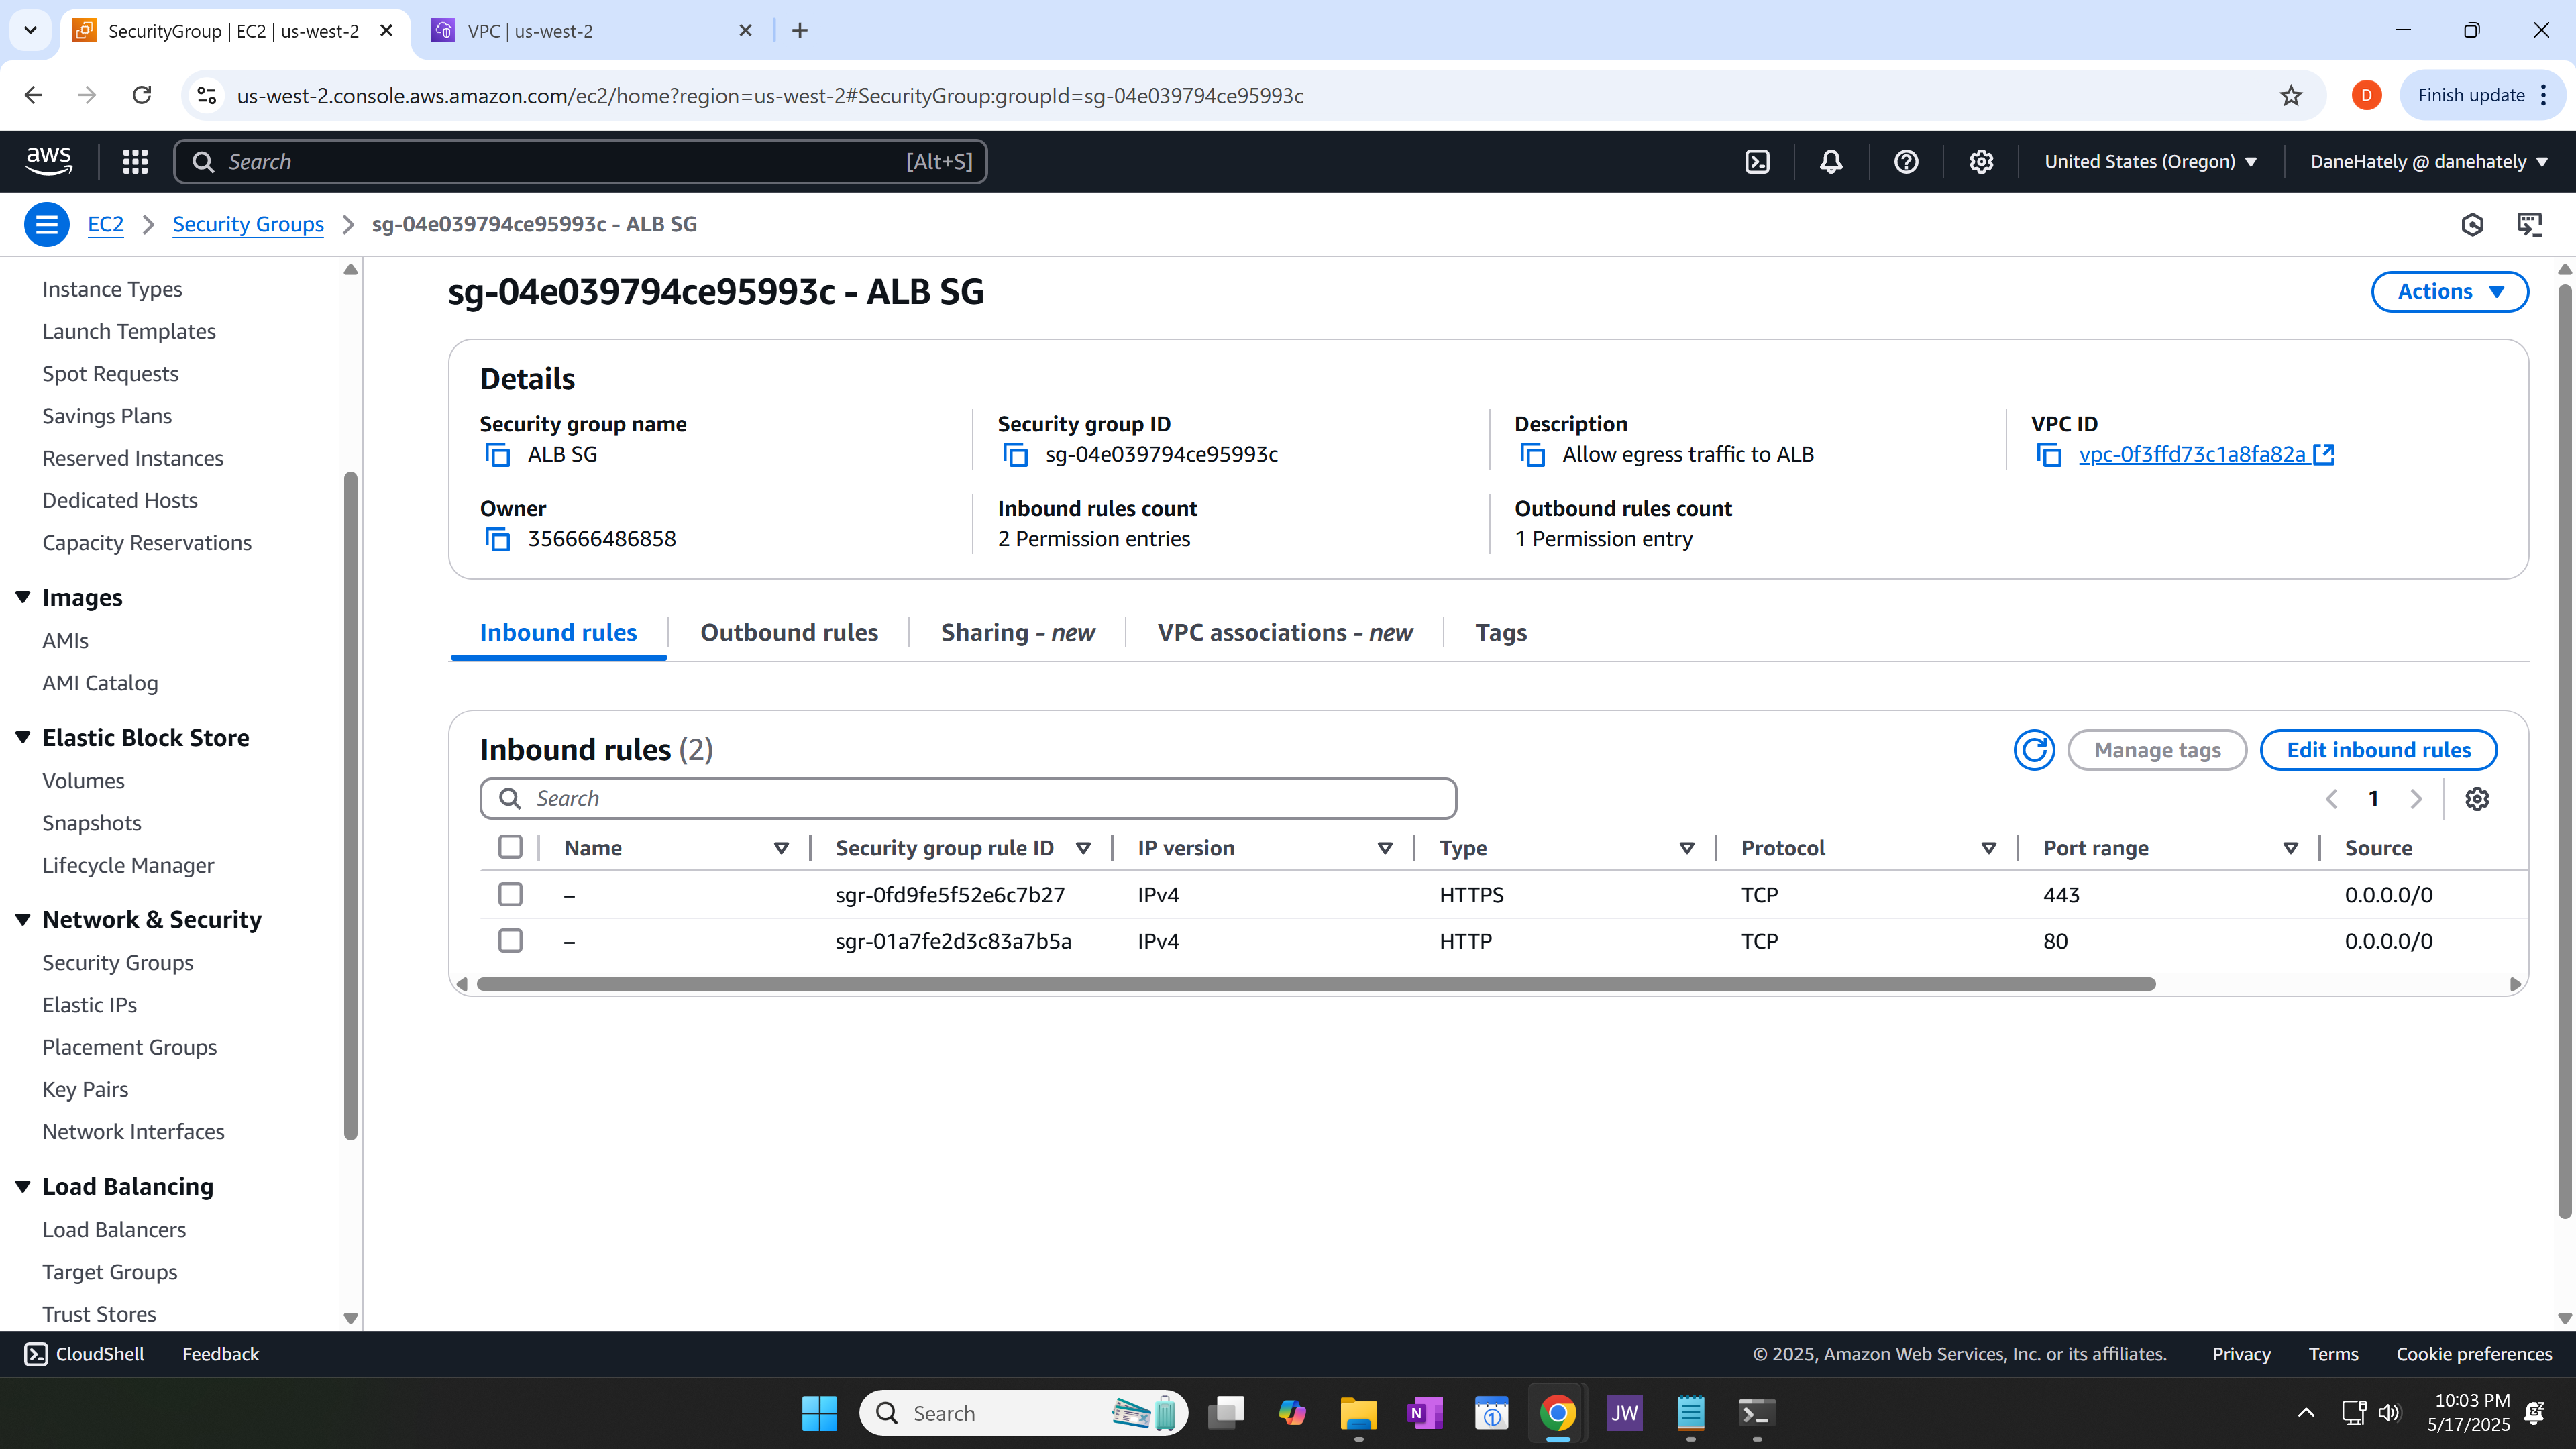 SecurityGroup | EC2 | us-west-2
VPC | us-west-2
us-west-2.console.aws.amazon.com/ec2/home?region=us-west-2#SecurityGroup:groupId=sg-04e039794ce95993c
D
Finish update
aws
Search
[Alt+S]
United States (Oregon)
DaneHately @ danehately
EC2
Security Groups
sg-04e039794ce95993c - ALB SG
Instance Types
Launch Templates
Spot Requests
Savings Plans
Reserved Instances
Dedicated Hosts
Capacity Reservations
Images
AMIs
AMI Catalog
Elastic Block Store
Volumes
Snapshots
Lifecycle Manager
Network & Security
Security Groups
Elastic IPs
Placement Groups
Key Pairs
Network Interfaces
Load Balancing
Load Balancers
Target Groups
Trust Stores
sg-04e039794ce95993c - ALB SG
Actions
Details
Security group name
ALB SG
Security group ID
sg-04e039794ce95993c
Description
Allow egress traffic to ALB
VPC ID
vpc-0f3ffd73c1a8fa82a
Owner
356666486858
Inbound rules count
2 Permission entries
Outbound rules count
1 Permission entry
Inbound rules
Outbound rules
Sharing - new
VPC associations - new
Tags
Inbound rules (2)
Manage tags
Edit inbound rules
Search
1
Name Security group rule ID IP version Type Protocol Port range Source
– sgr-0fd9fe5f52e6c7b27 IPv4 HTTPS TCP 443 0.0.0.0/0
– sgr-01a7fe2d3c83a7b5a IPv4 HTTP TCP 80 0.0.0.0/0
CloudShell
Feedback
© 2025, Amazon Web Services, Inc. or its affiliates.
Privacy
Terms
Cookie preferences
Search
N
1
JW
10:03 PM
5/17/2025